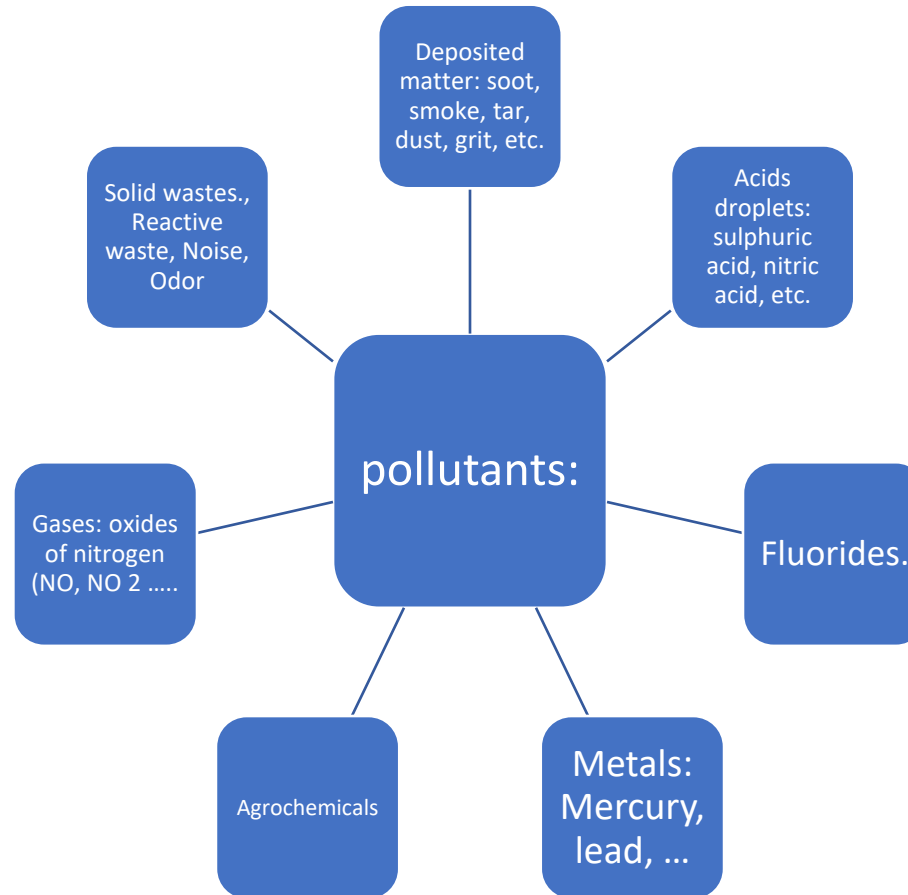 Deposited
matter: soot,
smoke, tar,
dust, grit, etc.
Acids
droplets:
sulphuric
acid, nitric
acid, etc.
Solid wastes.,
Reactive
waste, Noise,
Odor
pollutants:
Fluorides.
Gases: oxides
of nitrogen
(NO, NO 2 …..
Metals:
Mercury,
lead, …
Agrochemicals